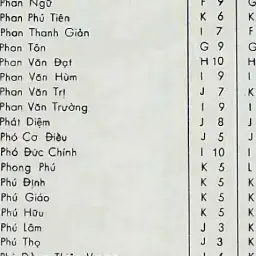 Phan Ngữ F 9 G
Phan Phú Tiên K 6 K
Phan Thanh Giản I 7 F
Phan Tôn G 9 G
Phan Văn Đạt H 10 H
Phan Văn Hùm I 9 I
Phan Văn Trị J 7 K
Phan Văn Trường I 9 I
Phát Diệm J 8 J
Phó Cơ Điều J 5 J
Phó Đức Chính I 10 I
Phong Phú K 5 L
Phú Định K 5 K
Phú Giáo K 5 K
Phú Hữu K 5 K
Phú Lâm J 3 K
Phú Thọ J 3 K